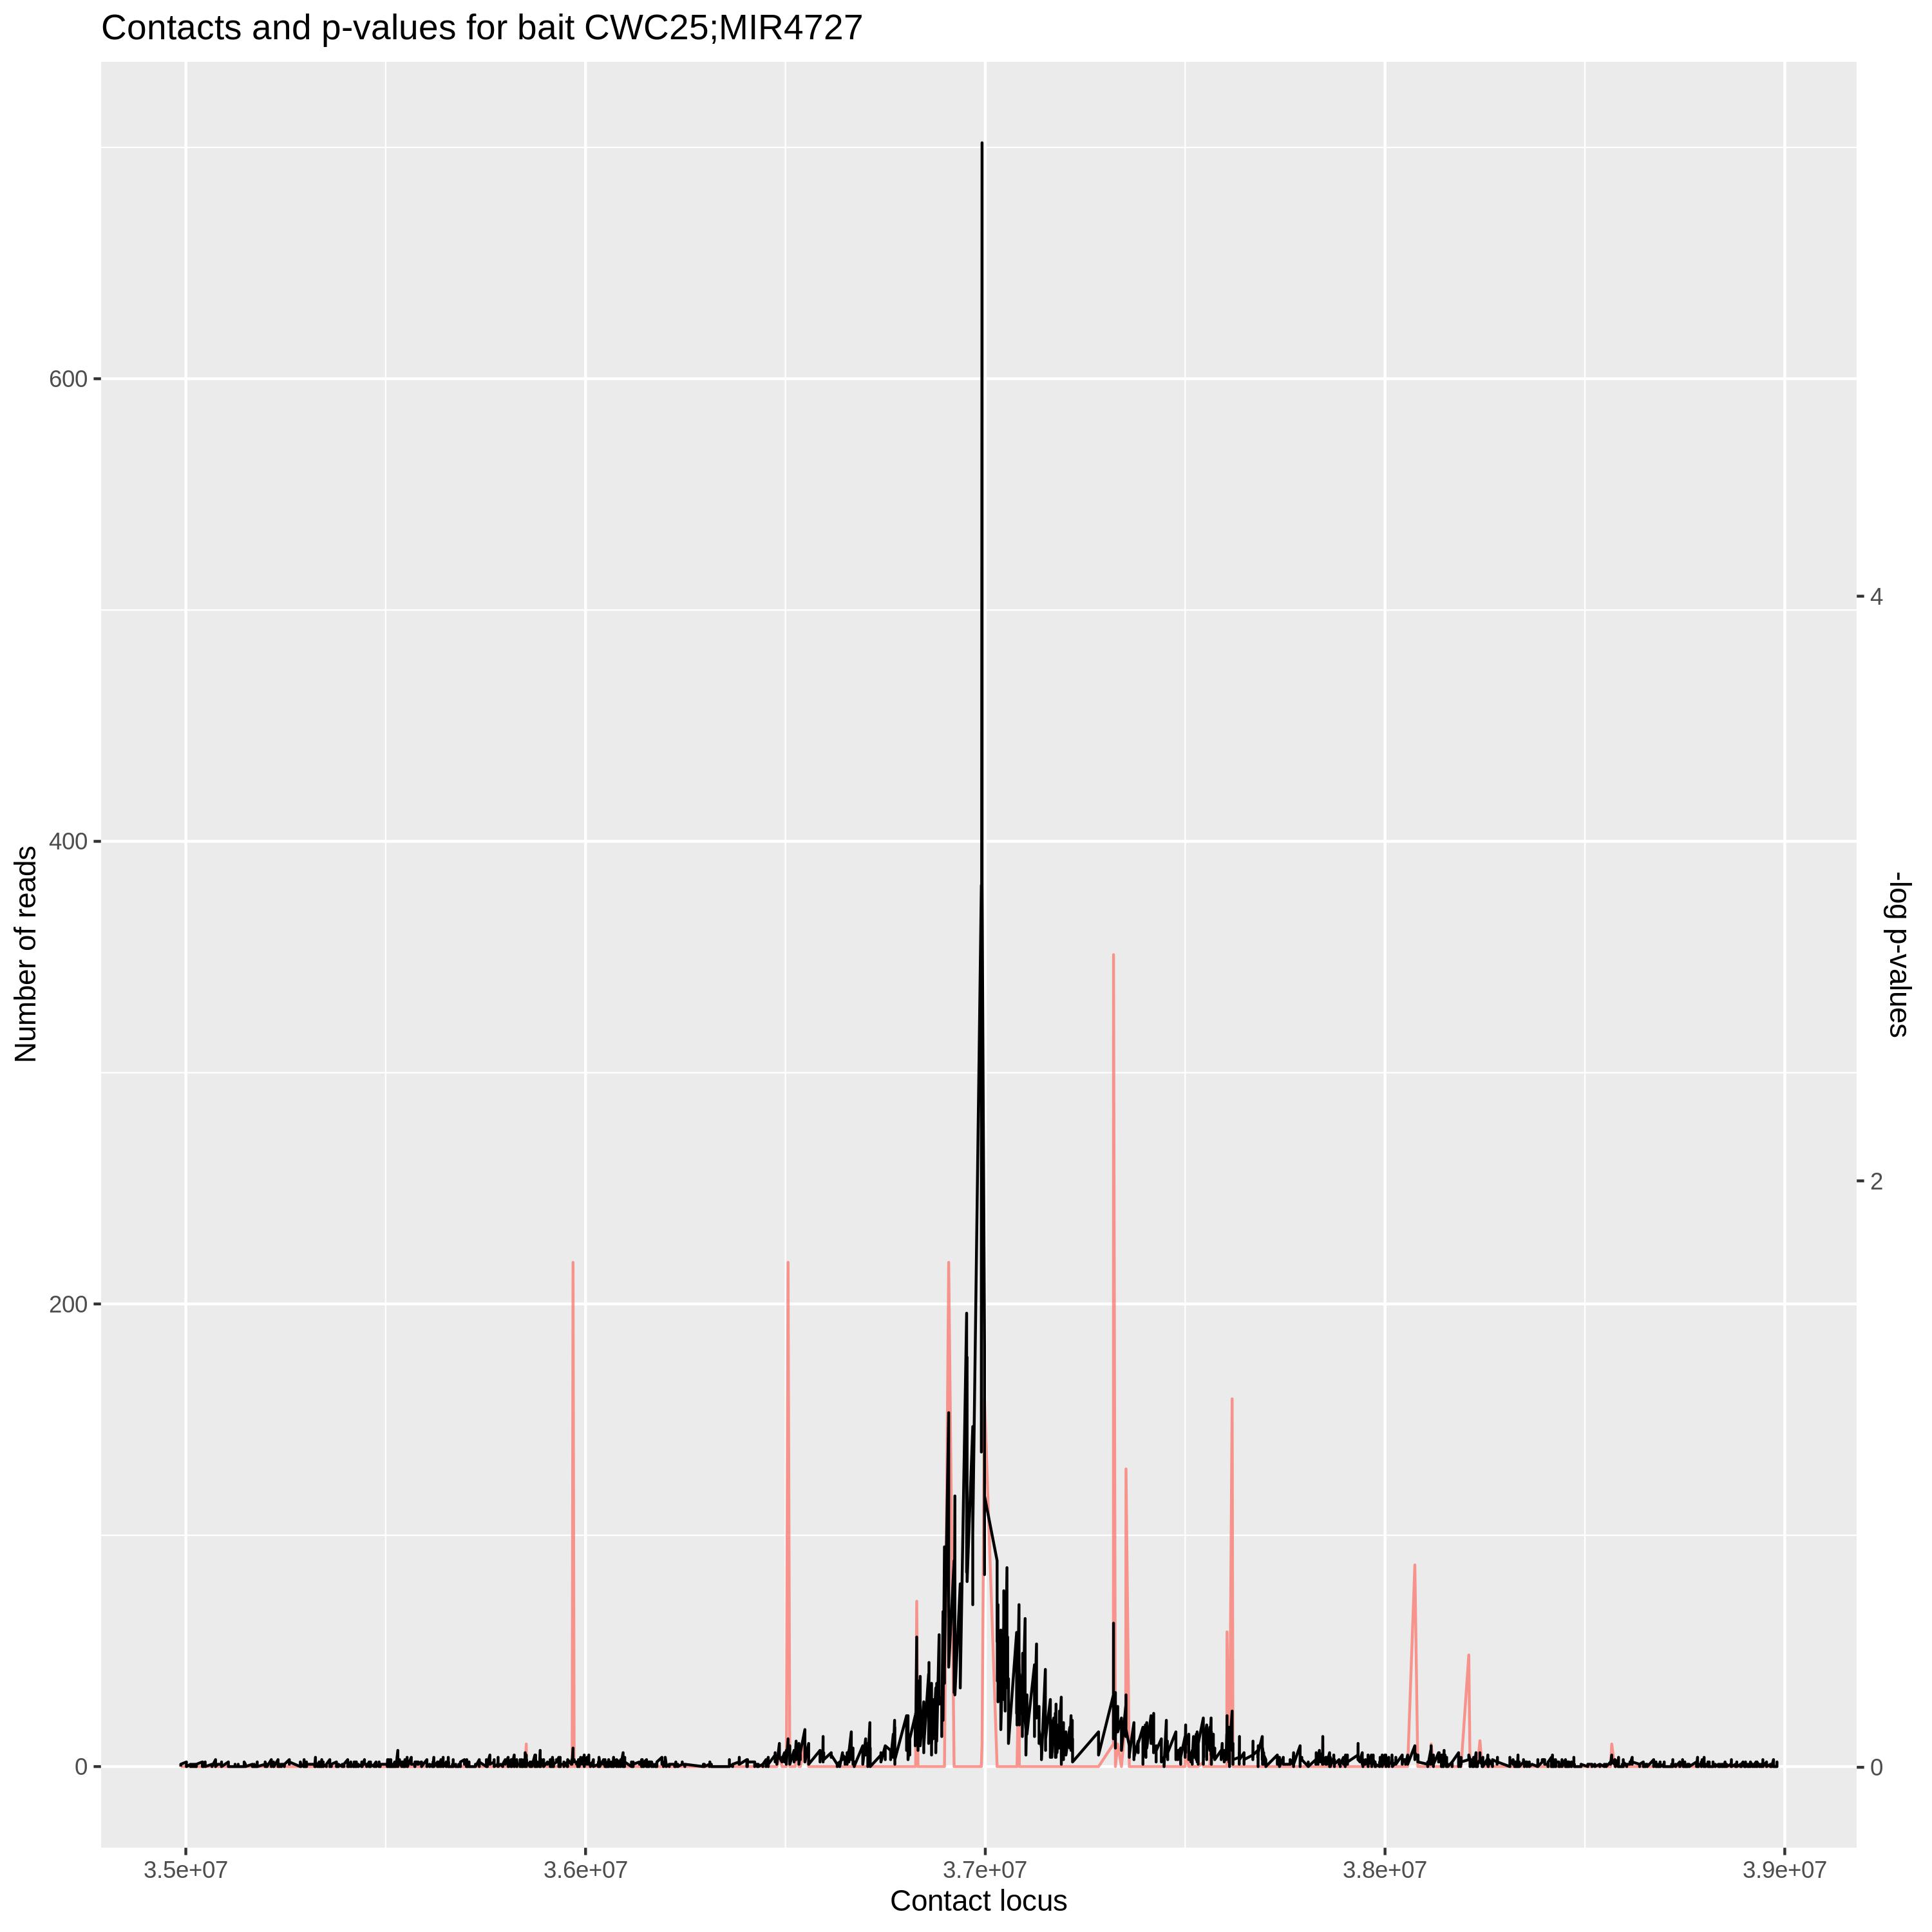 Contacts and p-values for bait CWC25;MIR4727
Number of reads
600
400
200
0
4
2
0
-log p-values
3.5e+07
3.6e+07
3.7e+07
3.8e+07
3.9e+07
Contact locus